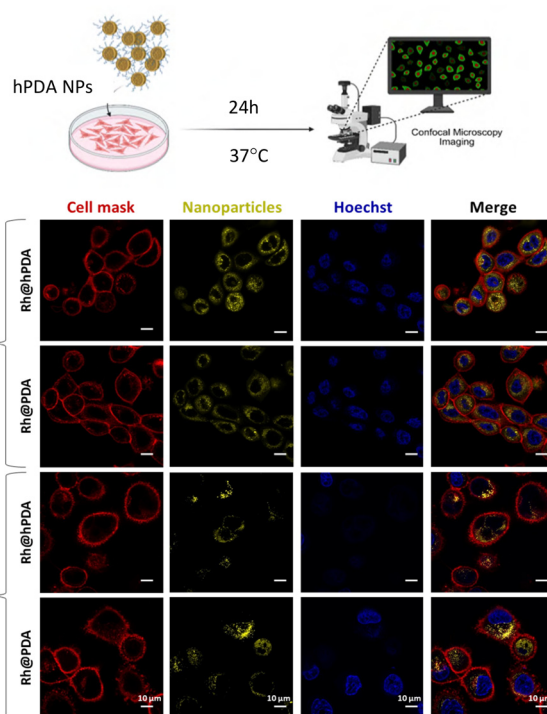 hPDA NPs
24h
37°C
Confocal Microscopy
Imaging
Cell mask Nanoparticles Hoechst Merge
Rh@hPDA
Rh@PDA
Rh@hPDA
Rh@PDA
10 µm 10 µm 10 µm 10 µm